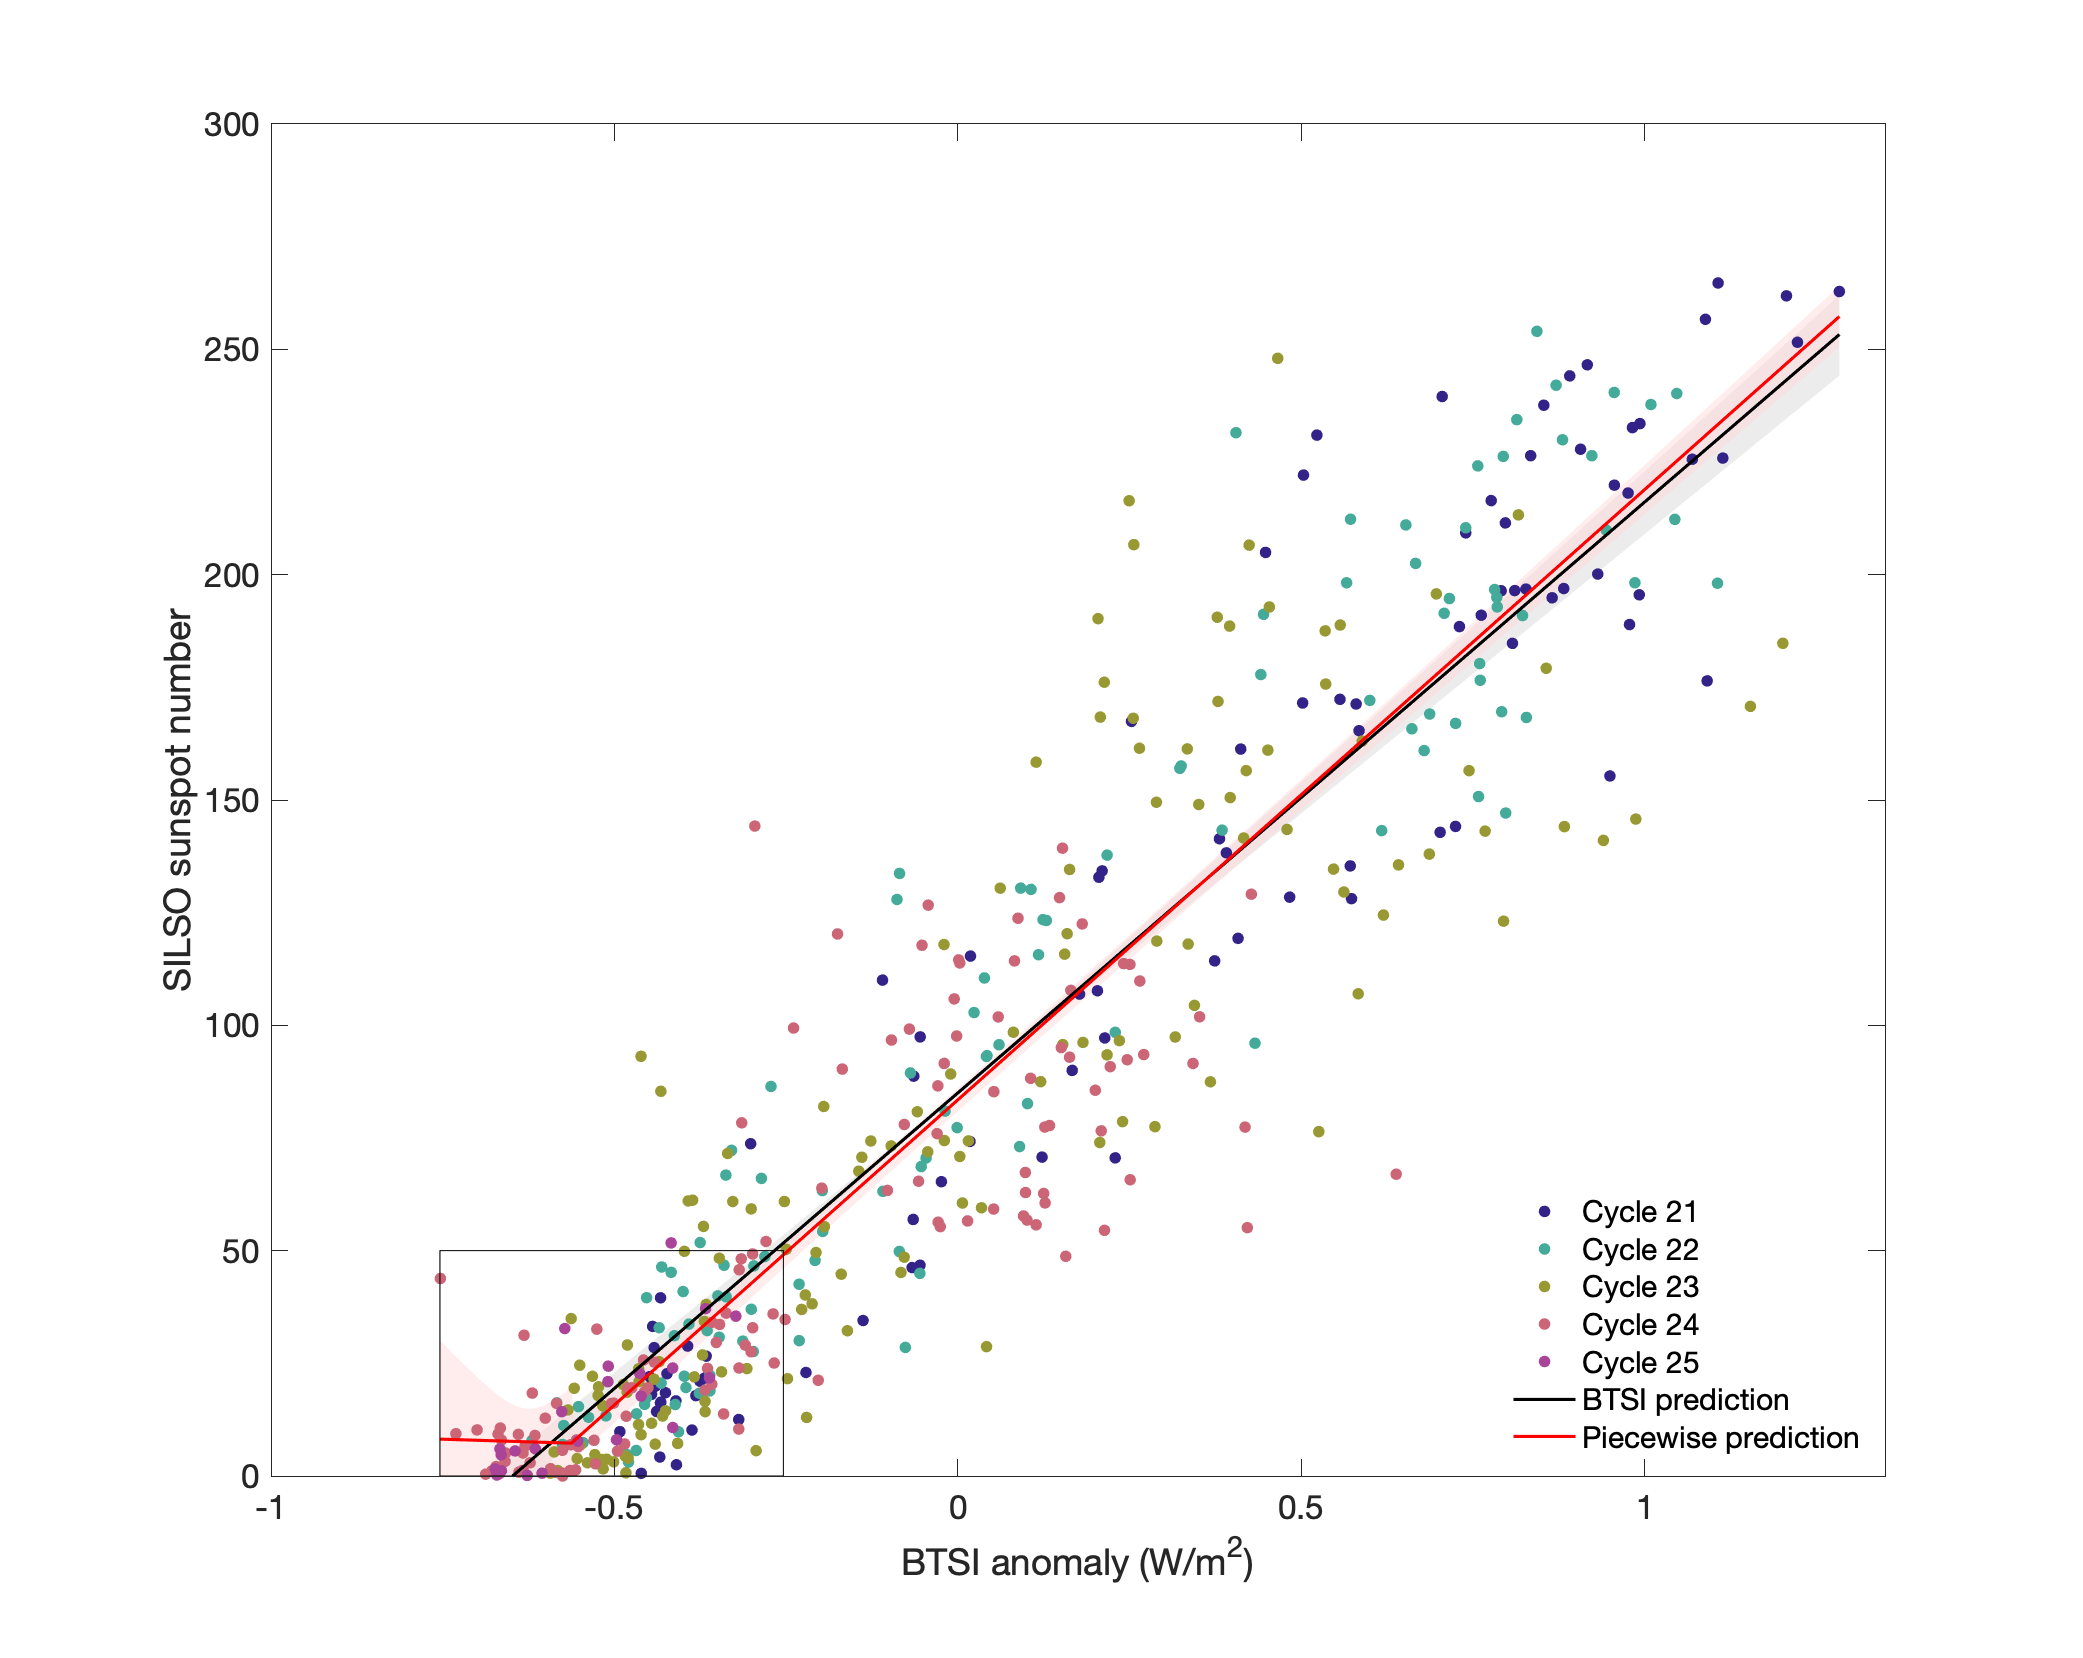 300
250
200
150
100
50
0
SILSO sunspot number
-1
-0.5
0
0.5
1
BTSI anomaly (W/m²)
Cycle 21
Cycle 22
Cycle 23
Cycle 24
Cycle 25
BTSI prediction
Piecewise prediction